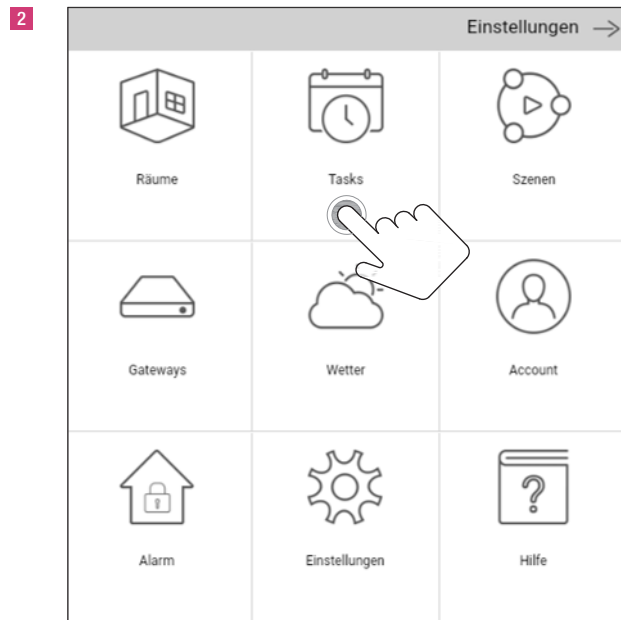 2
Einstellungen
Räume
Tasks
Szenen
Gateways
Wetter
Account
Alarm
Einstellungen
Hilfe